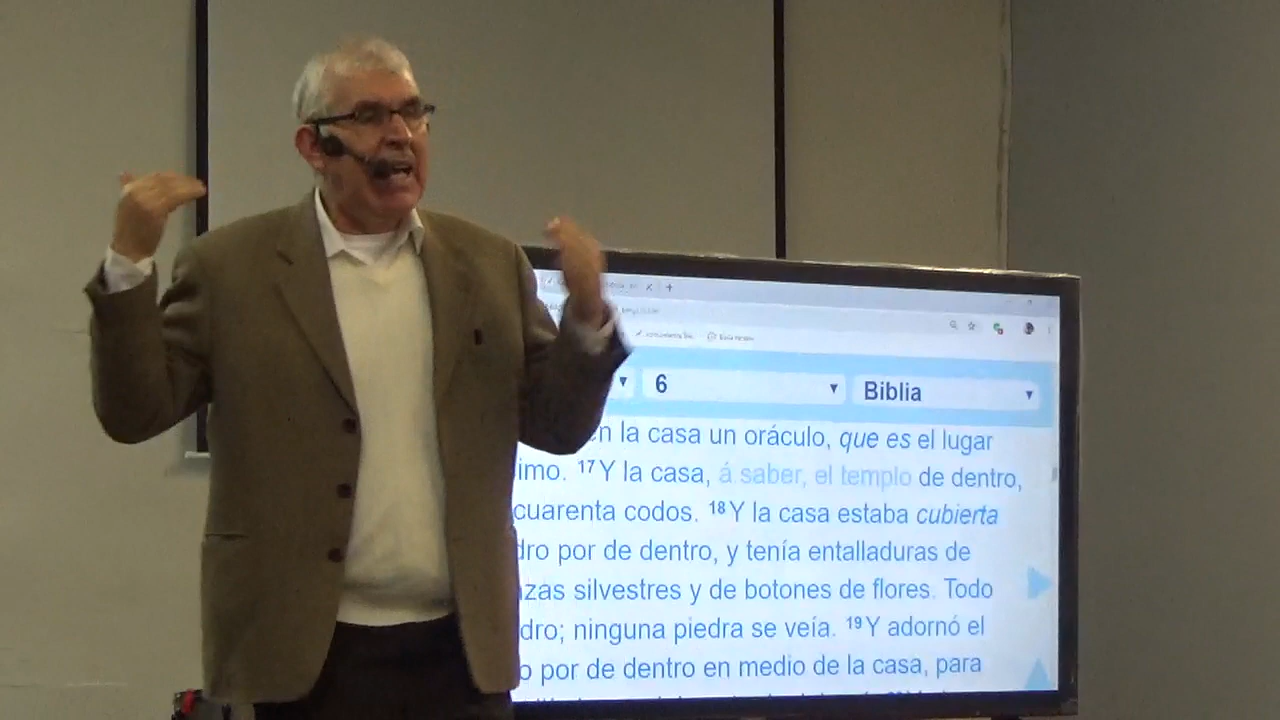 6
Biblia
en la casa un oráculo, que es el lugar
imo. 17 Y la casa, á saber, el templo de dentro,
cuarenta codos. 18 Y la casa estaba cubierta
dro por de dentro, y tenía entalladuras de
zas silvestres y de botones de flores. Todo
dro; ninguna piedra se veía. 19 Y adornó el
o por de dentro en medio de la casa, para